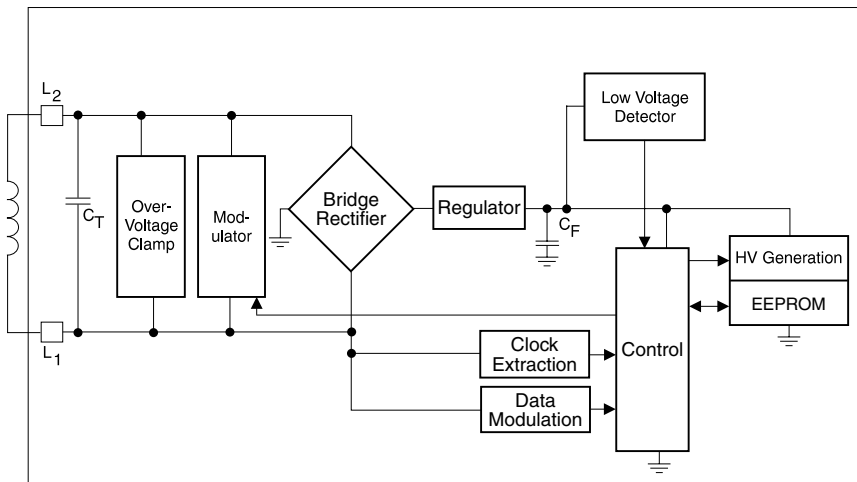 L2
CT
Over-
Voltage
Clamp
Mod-
ulator
Bridge
Rectifier
Regulator
CF
Low Voltage
Detector
HV Generation
EEPROM
Control
Clock
Extraction
Data
Modulation
L1